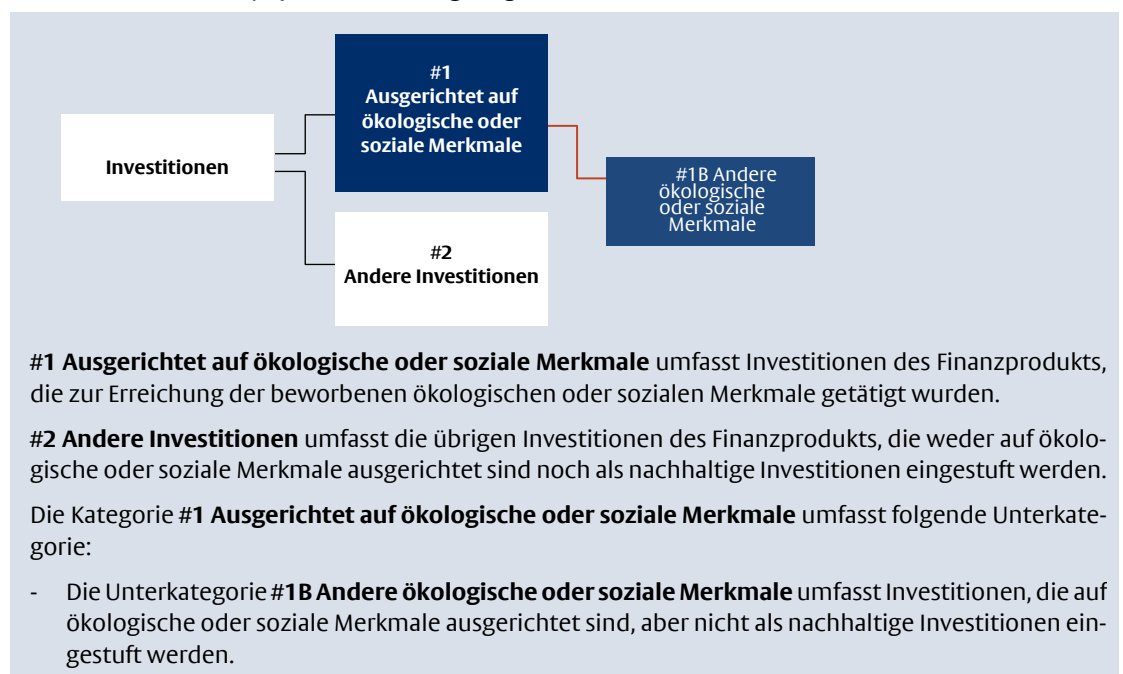 #1
Ausgerichtet auf
ökologische oder
soziale Merkmale
Investitionen
#1B Andere
ökologische
oder soziale
Merkmale
#2
Andere Investitionen
#1 Ausgerichtet auf ökologische oder soziale Merkmale umfasst Investitionen des Finanzprodukts,
die zur Erreichung der beworbenen ökologischen oder sozialen Merkmale getätigt wurden.
#2 Andere Investitionen umfasst die übrigen Investitionen des Finanzprodukts, die weder auf ökolo-
gische oder soziale Merkmale ausgerichtet sind noch als nachhaltige Investitionen eingestuft werden.
Die Kategorie #1 Ausgerichtet auf ökologische oder soziale Merkmale umfasst folgende Unterkate-
gorie:
- Die Unterkategorie #1B Andere ökologische oder soziale Merkmale umfasst Investitionen, die auf
ökologische oder soziale Merkmale ausgerichtet sind, aber nicht als nachhaltige Investitionen ein-
gestuft werden.